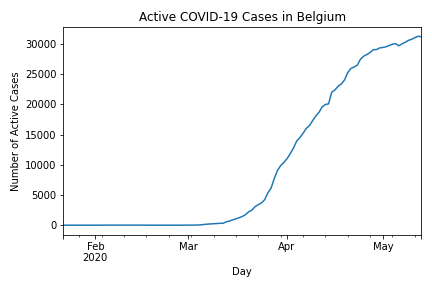 Active COVID-19 Cases in Belgium
Number of Active Cases
30000
25000
20000
15000
10000
5000
0
Feb
2020
Mar
Apr
May
Day